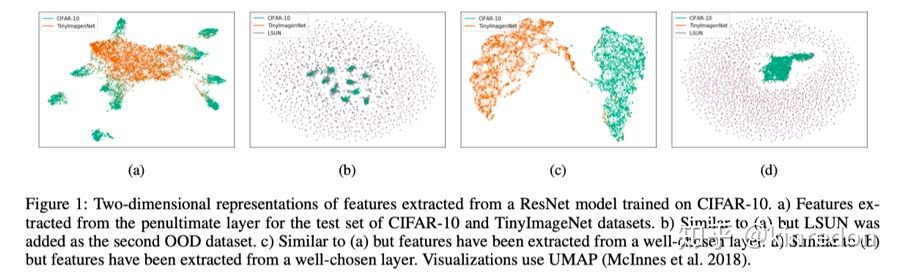 CIFAR-10
TinyImagenNet
CIFAR-10
TinyImagenNet
LSUN
CIFAR-10
TinyImagenNet
CIFAR-10
TinyImagenNet
LSUN
(a)
(b)
(c)
(d)
Figure 1: Two-dimensional representations of features extracted from a ResNet model trained on CIFAR-10. a) Features ex-
tracted from the penultimate layer for the test set of CIFAR-10 and TinyImageNet datasets. b) Similar to (a) but LSUN was
added as the second OOD dataset. c) Similar to (a) but features have been extracted from a well-chosen layer. d) Similar to (b)
but features have been extracted from a well-chosen layer. Visualizations use UMAP (McInnes et al. 2018).
知乎